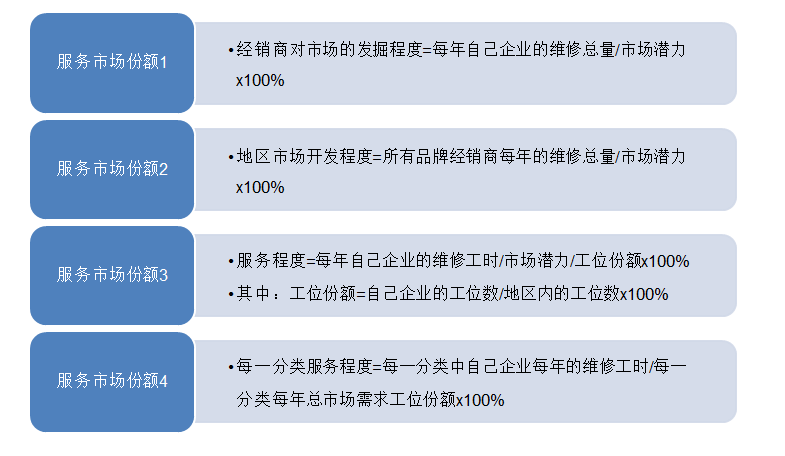 服务市场份额1
•经销商对市场的发掘程度=每年自己企业的维修总量/市场潜力
x100%
服务市场份额2
•地区市场开发程度=所有品牌经销商每年的维修总量/市场潜力
x100%
服务市场份额3
•服务程度=每年自己企业的维修工时/市场潜力/工位份额x100%
•其中：工位份额=自己企业的工位数/地区内的工位数x100%
服务市场份额4
•每一分类服务程度=每一分类中自己企业每年的维修工时/每一
分类每年总市场需求工位份额x100%